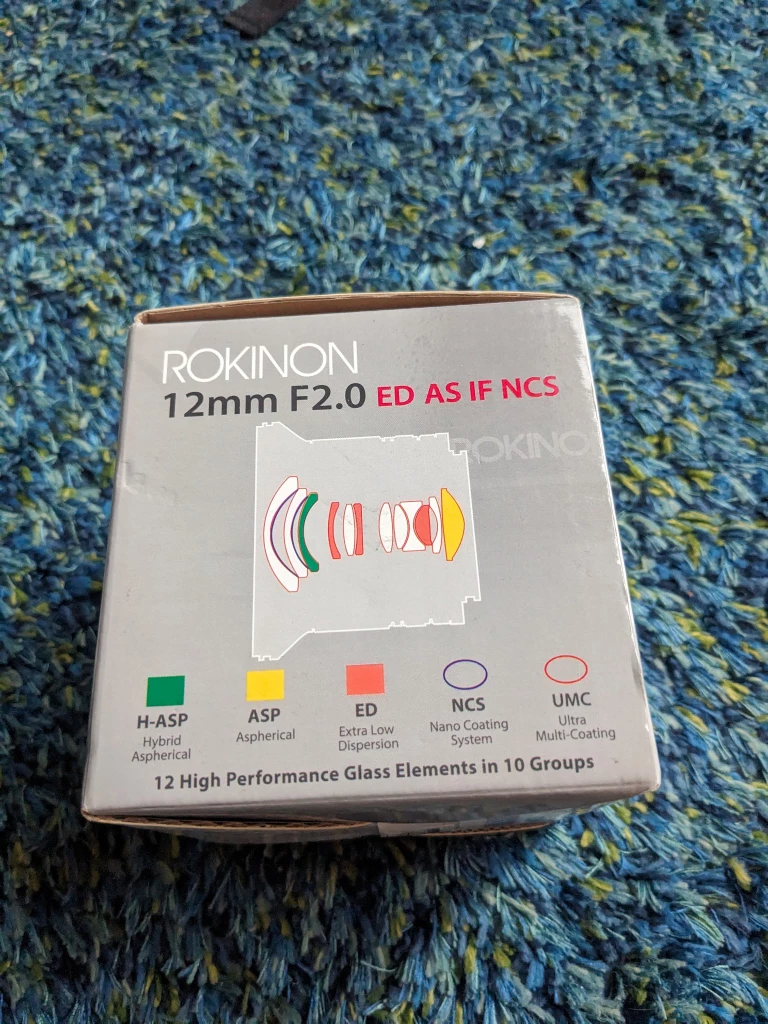 ROKINON
12mm F2.0 ED AS IF NCS
ROKINO
H-ASP
Hybrid
Aspherical
ASP
Aspherical
ED
Extra Low
Dispersion
NCS
Nano Coating
System
UMC
Ultra
Multi-Coating
12 High Performance Glass Elements in 10 Groups